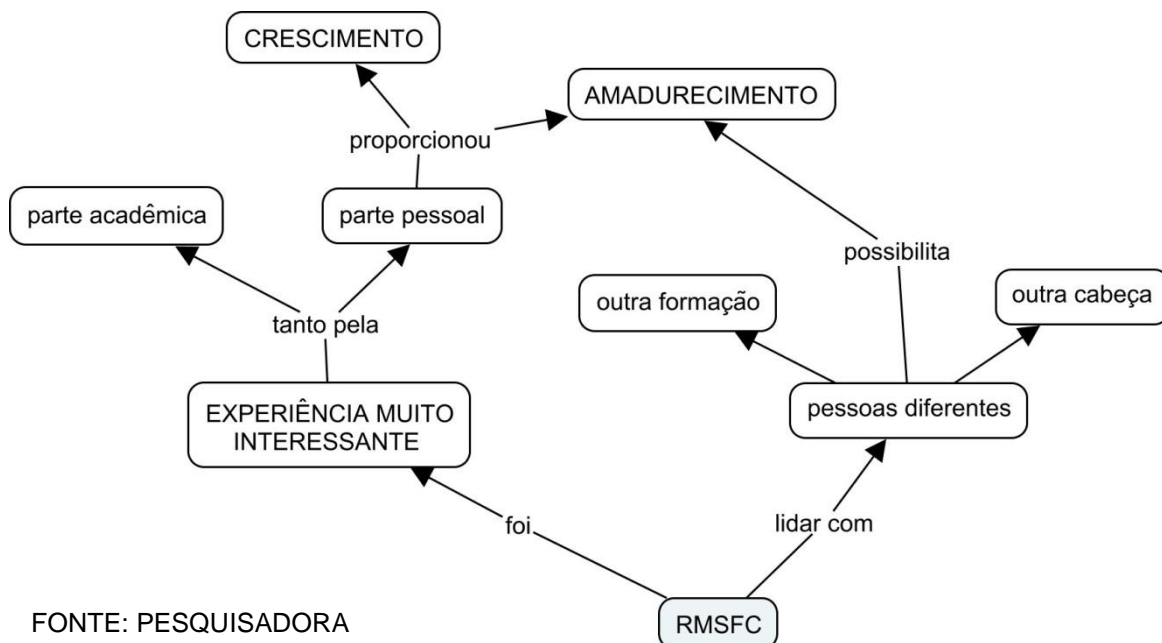 CRESCIMENTO
AMADURECIMENTO
proporcionou
parte acadêmica
parte pessoal
possibilita
outra formação
outra cabeça
tanto pela
EXPERIÊNCIA MUITO
INTERESSANTE
pessoas diferentes
foi
lidar com
FONTE: PESQUISADORA
RMSFC